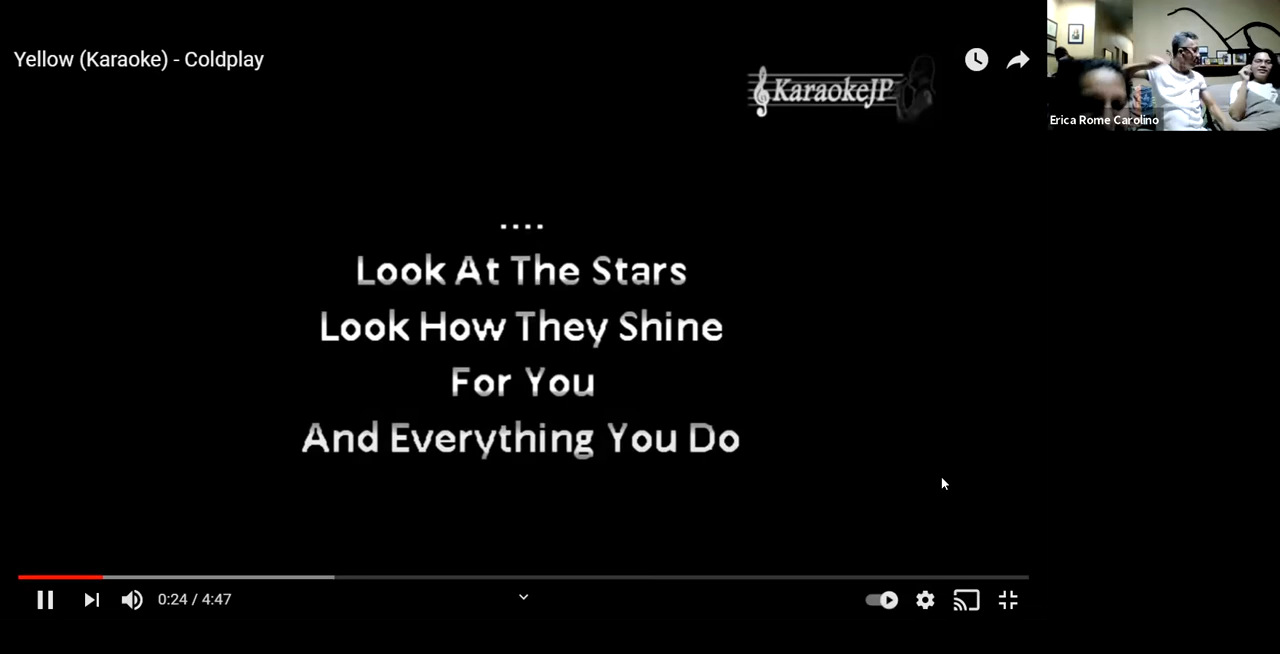 Yellow (Karaoke) - Coldplay
KaraokeJP
Erica Rome Carolino
....
Look At The Stars
Look How They Shine
For You
And Everything You Do
0:24 / 4:47